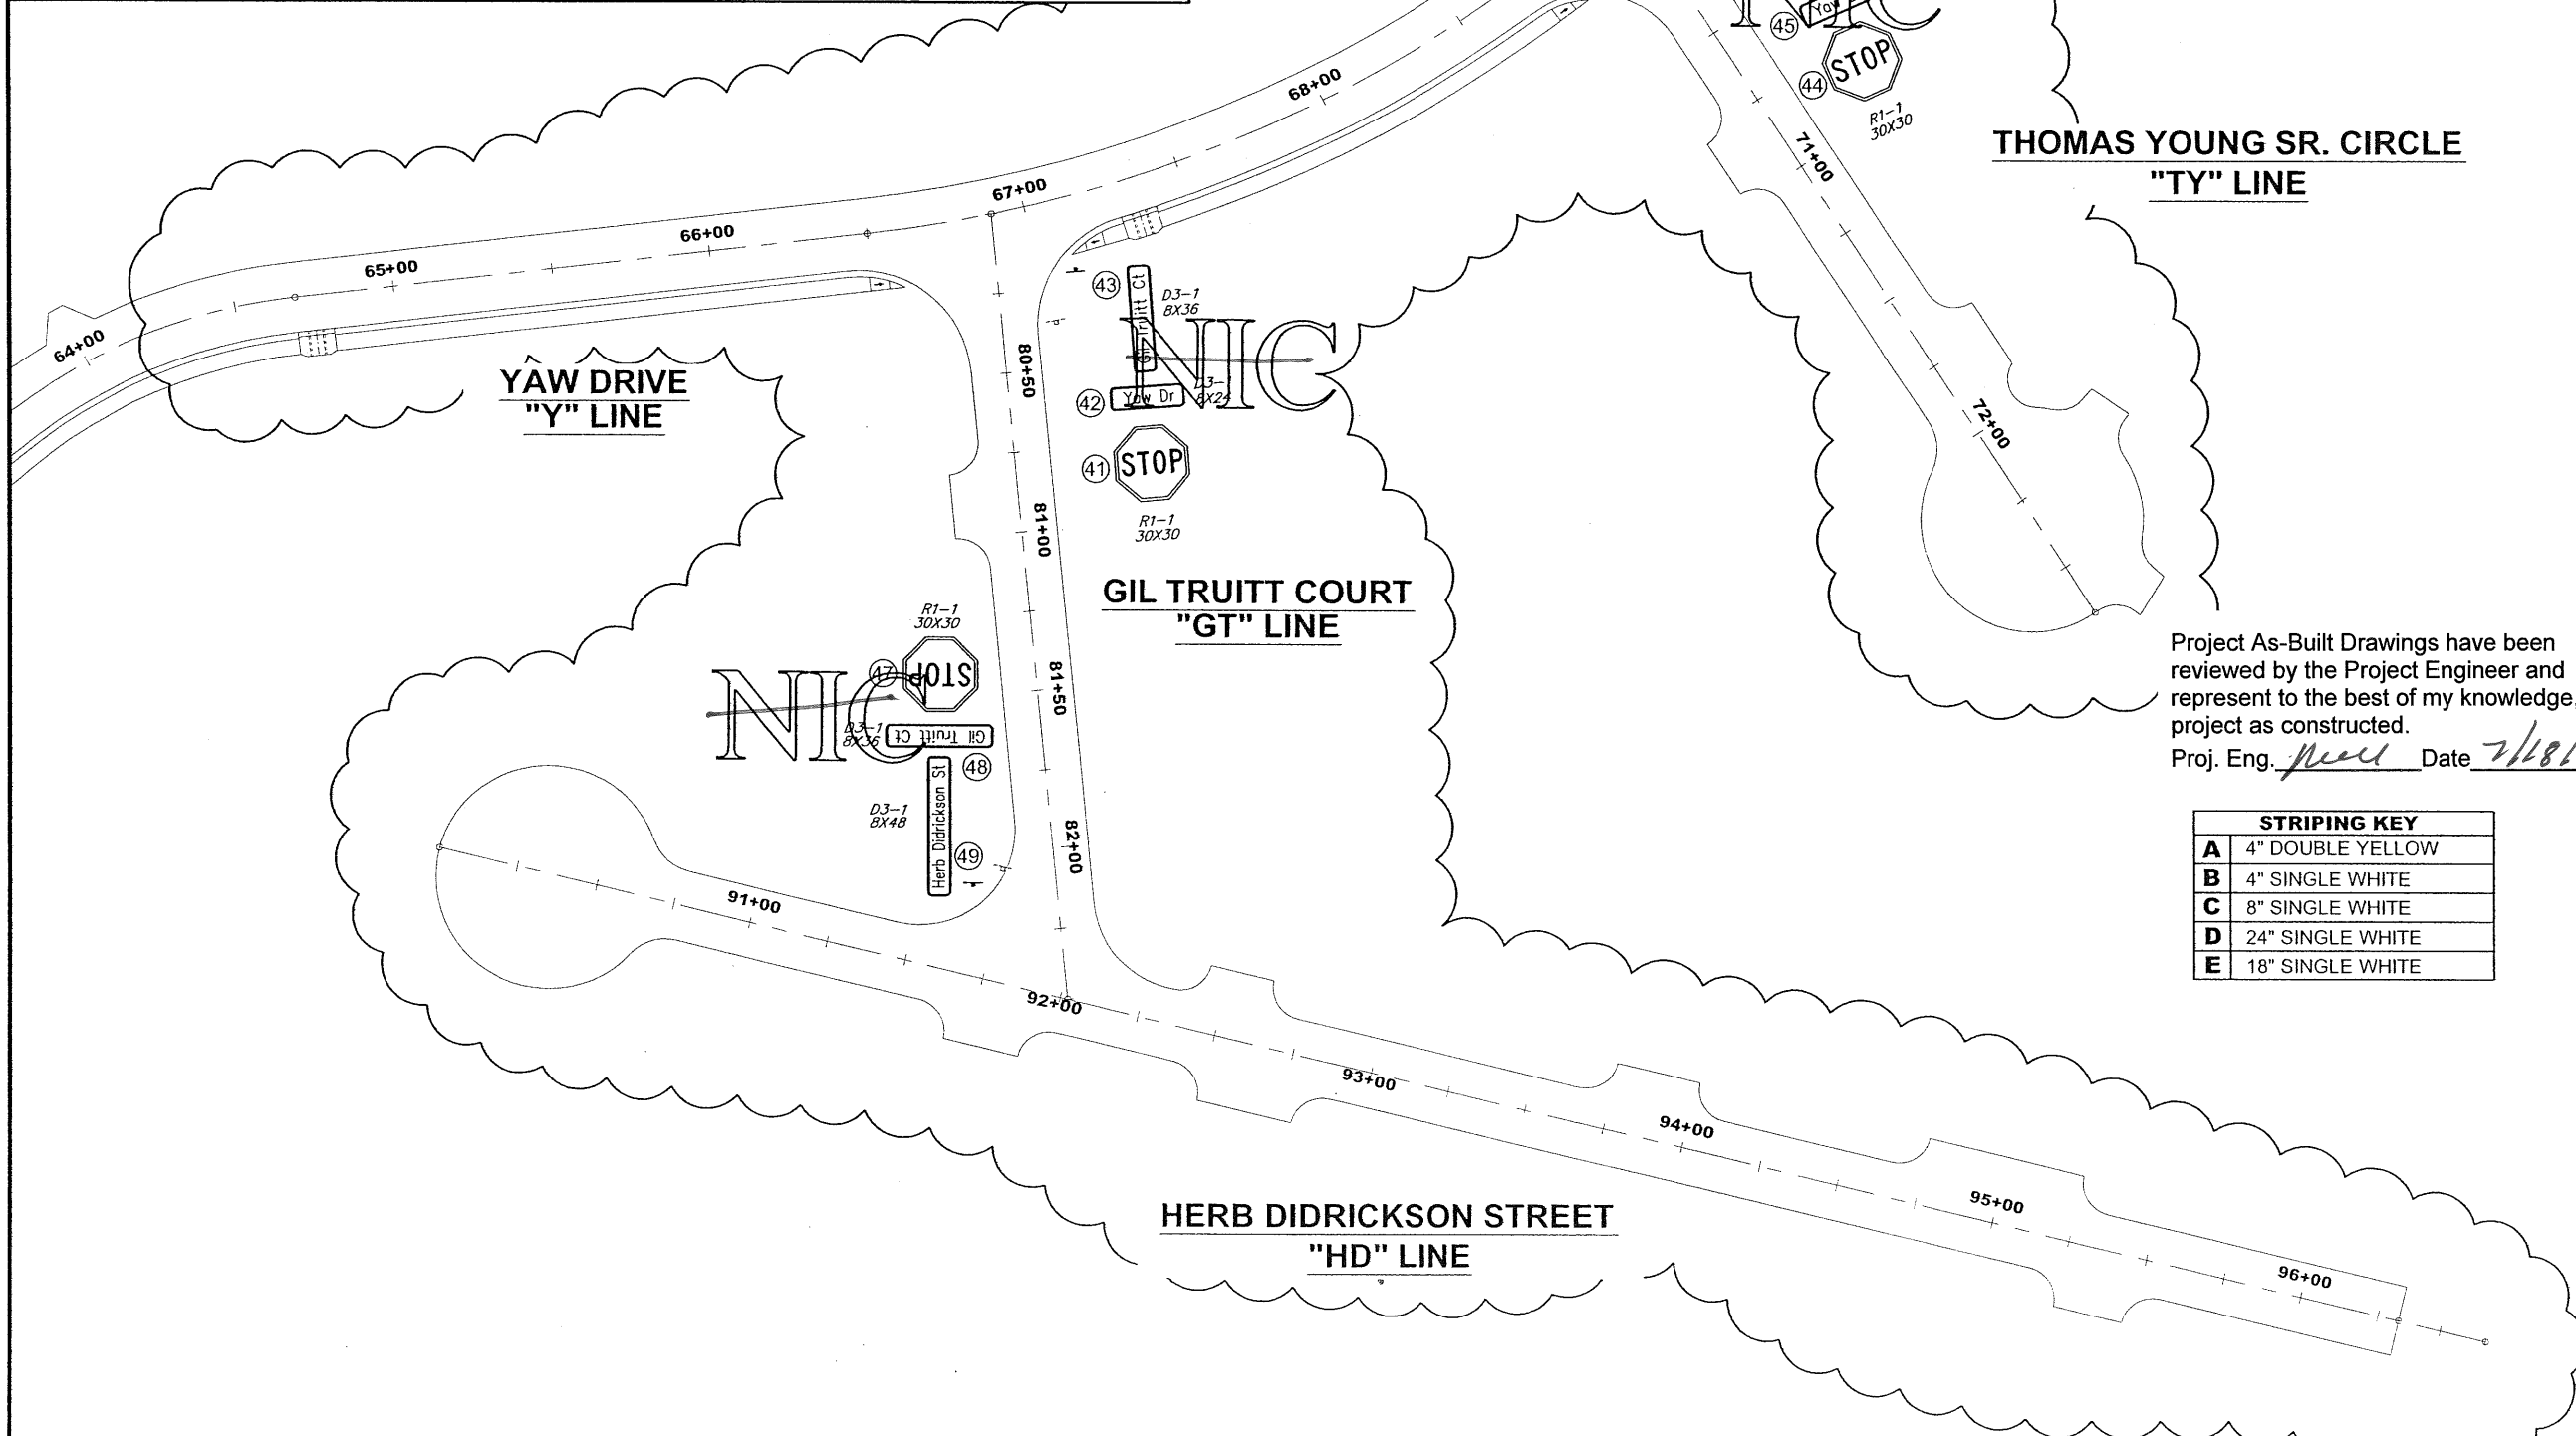 45
Yaw
NIC
STOP
44
R1-1
30X30
68+00
71+00
THOMAS YOUNG SR. CIRCLE
"TY" LINE
67+00
66+00
65+00
64+00
43
Gil Truitt Ct
D3-1
8X36
NIC
YAW DRIVE
"Y" LINE
80+50
42
Yaw Dr
D3-
8X24
72+00
41
STOP
R1-1
30X30
81+00
GIL TRUITT COURT
"GT" LINE
R1-1
30X30
47
STOP
NIC
81+50
D3-1
8X36
Gil Truitt Ct
48
D3-1
8X48
Herb Didrickson St
49
82+00
Project As-Built Drawings have been
reviewed by the Project Engineer and
represent to the best of my knowledge,
project as constructed.
Proj. Eng. Date 7/18/
STRIPING KEY
A 4" DOUBLE YELLOW
B 4" SINGLE WHITE
C 8" SINGLE WHITE
D 24" SINGLE WHITE
E 18" SINGLE WHITE
91+00
92+00
93+00
94+00
95+00
96+00
HERB DIDRICKSON STREET
"HD" LINE